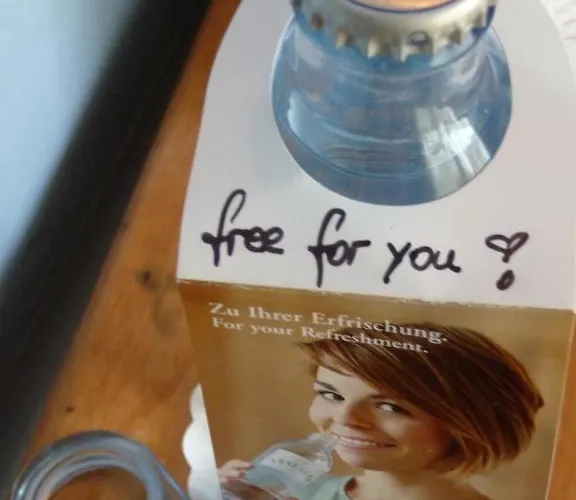 free for you !
Zu Ihrer Erfrischung.
For your Refreshment.